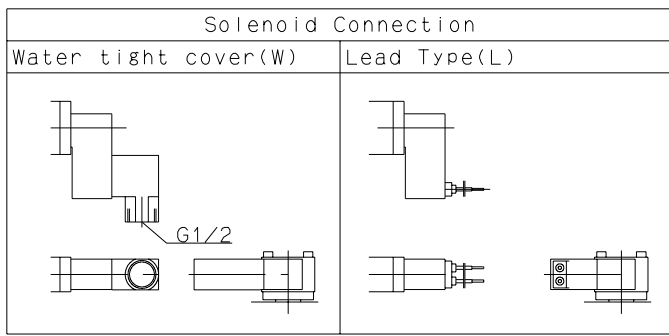 Solenoid Connection
Water tight cover(W)
Lead Type(L)
G1/2